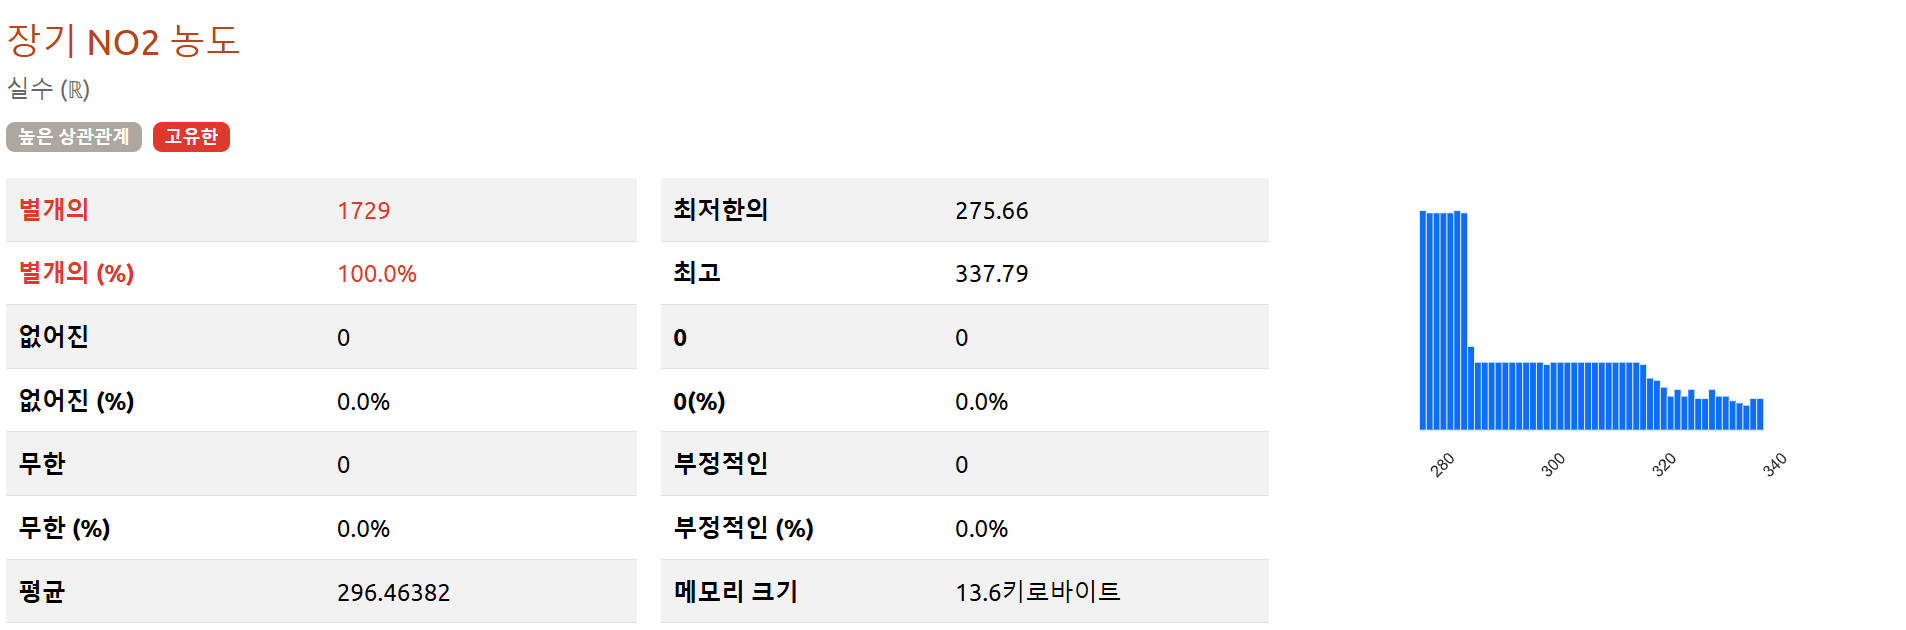 장기 NO2 농도
실수 (ℝ)
높은 상관관계 고유한
별개의 1729
별개의 (%) 100.0%
없어진 0
없어진 (%) 0.0%
무한 0
무한 (%) 0.0%
평균 296.46382
최저한의 275.66
최고 337.79
0 0
0(%) 0.0%
부정적인 0
부정적인 (%) 0.0%
메모리 크기 13.6키로바이트
280 300 320 340